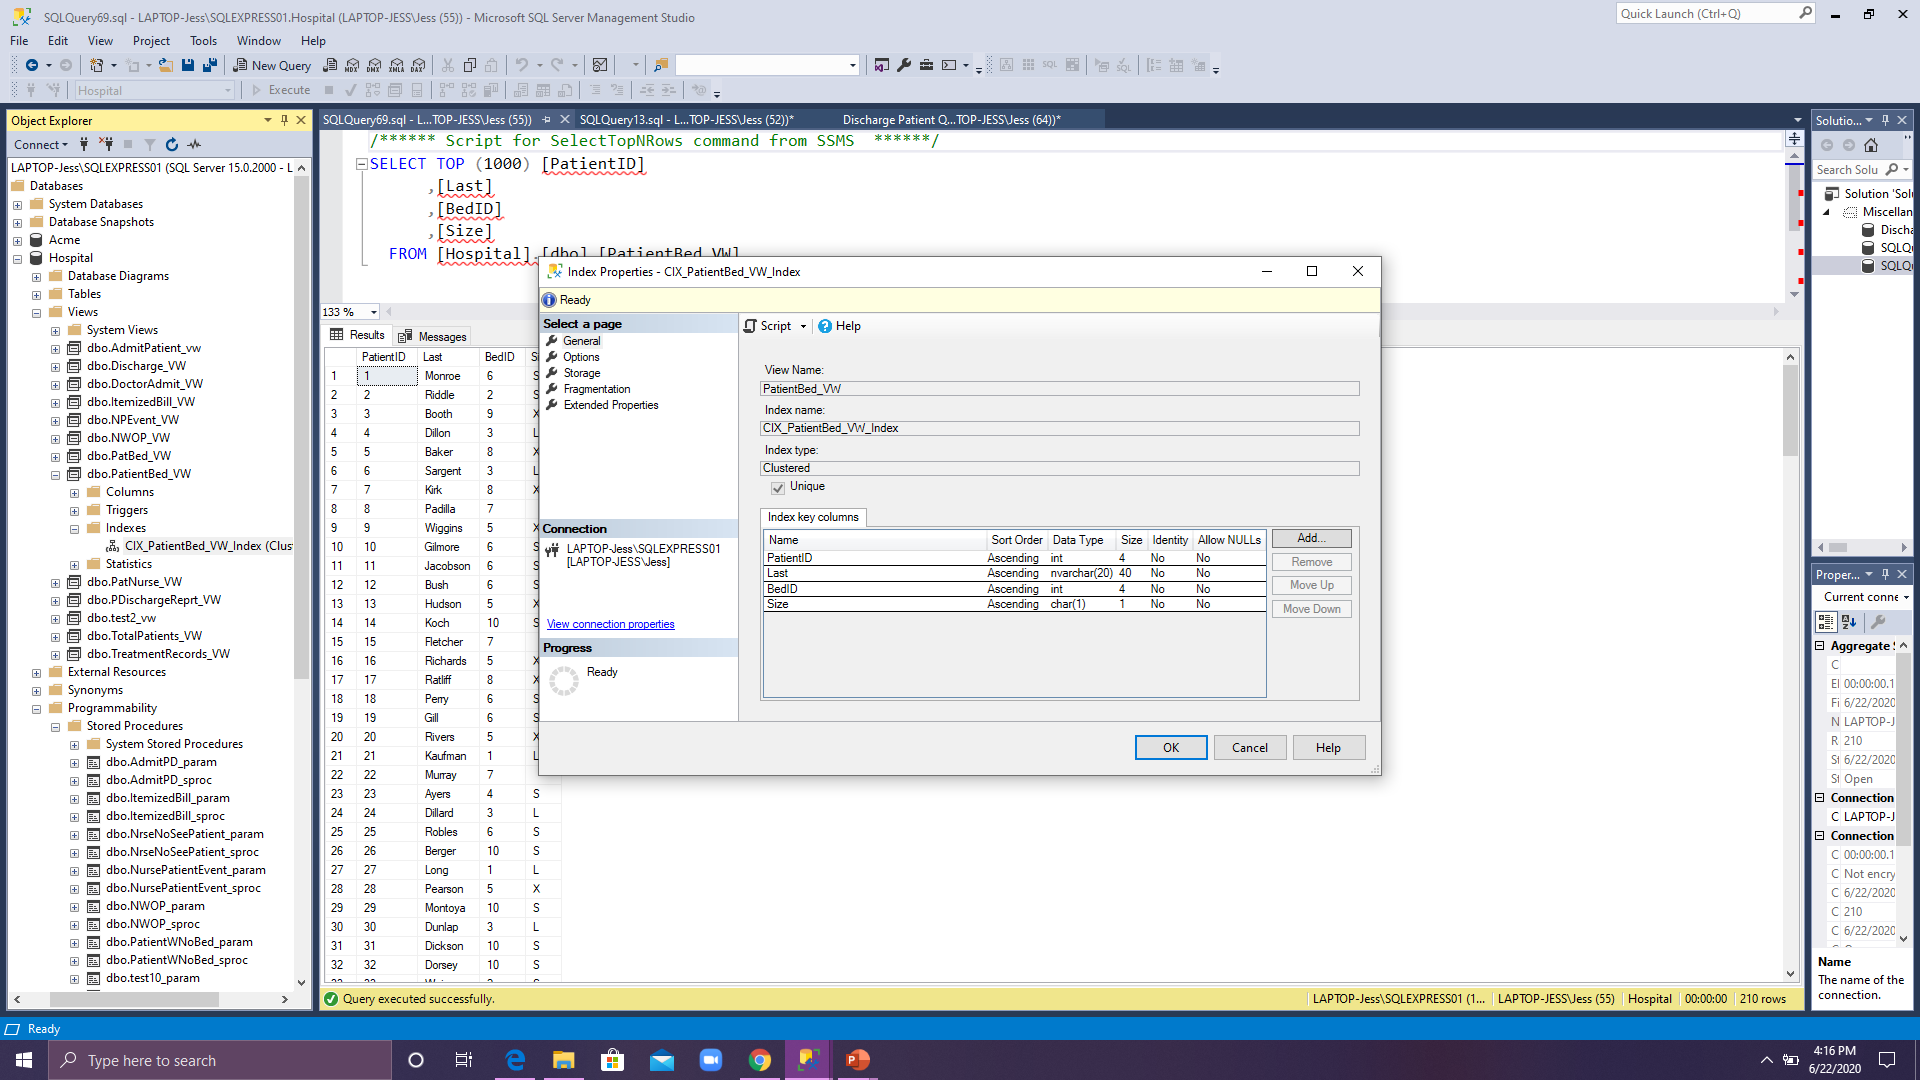 SQLQuery69.sql - LAPTOP-Jess\SQLEXPRESS01.Hospital (LAPTOP-JESS\Jess (55)) - Microsoft SQL Server Management Studio
Quick Launch (Ctrl+Q)
File Edit View Project Tools Window Help
New Query
Hospital
Execute
Object Explorer
Connect
LAPTOP-Jess\SQLEXPRESS01 (SQL Server 15.0.2000 - L
Databases
System Databases
Database Snapshots
Acme
Hospital
Database Diagrams
Tables
Views
System Views
dbo.AdmitPatient_vw
dbo.Discharge_VW
dbo.DoctorAdmit_VW
dbo.ItemizedBill_VW
dbo.NPEvent_VW
dbo.NWOP_VW
dbo.PatBed_VW
dbo.PatientBed_VW
Columns
Triggers
Indexes
CIX_PatientBed_VW_Index (Clus
Statistics
dbo.PatNurse_VW
dbo.PDischargeReprt_VW
dbo.test2_vw
dbo.TotalPatients_VW
dbo.TreatmentRecords_VW
External Resources
Synonyms
Programmability
Stored Procedures
System Stored Procedures
dbo.AdmitPD_param
dbo.AdmitPD_sproc
dbo.ItemizedBill_param
dbo.ItemizedBill_sproc
dbo.NrseNoSeePatient_param
dbo.NrseNoSeePatient_sproc
dbo.NursePatientEvent_param
dbo.NursePatientEvent_sproc
dbo.NWOP_param
dbo.NWOP_sproc
dbo.PatientWNoBed_param
dbo.PatientWNoBed_sproc
dbo.test10_param
SQLQuery69.sql - L...TOP-JESS\Jess (55)) SQLQuery13.sql - L...TOP-JESS\Jess (52))* Discharge Patient Q...TOP-JESS\Jess (64))*
/****** Script for SelectTopNRows command from SSMS ******/
SELECT TOP (1000) [PatientID]
,[Last]
,[BedID]
,[Size]
FROM [Hospital].[dbo].[PatientBed_VW]
133 %
Results Messages
PatientID Last BedID S
1 1 Monroe 6 S
2 2 Riddle 2 S
3 3 Booth 9 X
4 4 Dillon 3 L
5 5 Baker 8 X
6 6 Sargent 3 L
7 7 Kirk 8 X
8 8 Padilla 7
9 9 Wiggins 5 X
10 10 Gilmore 6 S
11 11 Jacobson 6 S
12 12 Bush 6 S
13 13 Hudson 5 X
14 14 Koch 10 S
15 15 Fletcher 7
16 16 Richards 5 X
17 17 Ratliff 8 X
18 18 Perry 6 S
19 19 Gill 6 S
20 20 Rivers 5 X
21 21 Kaufman 1 L
22 22 Murray 7
23 23 Ayers 4 S
24 24 Dillard 3 L
25 25 Robles 6 S
26 26 Berger 10 S
27 27 Long 1 L
28 28 Pearson 5 X
29 29 Montoya 10 S
30 30 Dunlap 3 L
31 31 Dickson 10 S
32 32 Dorsey 10 S
Query executed successfully.
LAPTOP-Jess\SQLEXPRESS01 (1... LAPTOP-JESS\Jess (55) Hospital 00:00:00 210 rows
Index Properties - CIX_PatientBed_VW_Index
Ready
Select a page
General
Options
Storage
Fragmentation
Extended Properties
Connection
LAPTOP-Jess\SQLEXPRESS01
[LAPTOP-JESS\Jess]
View connection properties
Progress
Ready
Script Help
View Name:
PatientBed_VW
Index name:
CIX_PatientBed_VW_Index
Index type:
Clustered
Unique
Index key columns
Name Sort Order Data Type Size Identity Allow NULLs
PatientID Ascending int 4 No No
Last Ascending nvarchar(20) 40 No No
BedID Ascending int 4 No No
Size Ascending char(1) 1 No No
Add...
Remove
Move Up
Move Down
OK Cancel Help
Solutio...
Search Solu
Solution 'Sol
Miscellan
Discha
SQLQu
SQLQu
Proper...
Current conne
Aggregate S
C
El 00:00:00.1
Fi 6/22/2020
N LAPTOP-J
R 210
St 6/22/2020
St Open
Connection
C LAPTOP-J
Connection
C 00:00:00.1
C Not encry
C 6/22/2020
C 210
C 6/22/2020
Name
The name of the
connection.
Ready
Type here to search
4:16 PM
6/22/2020